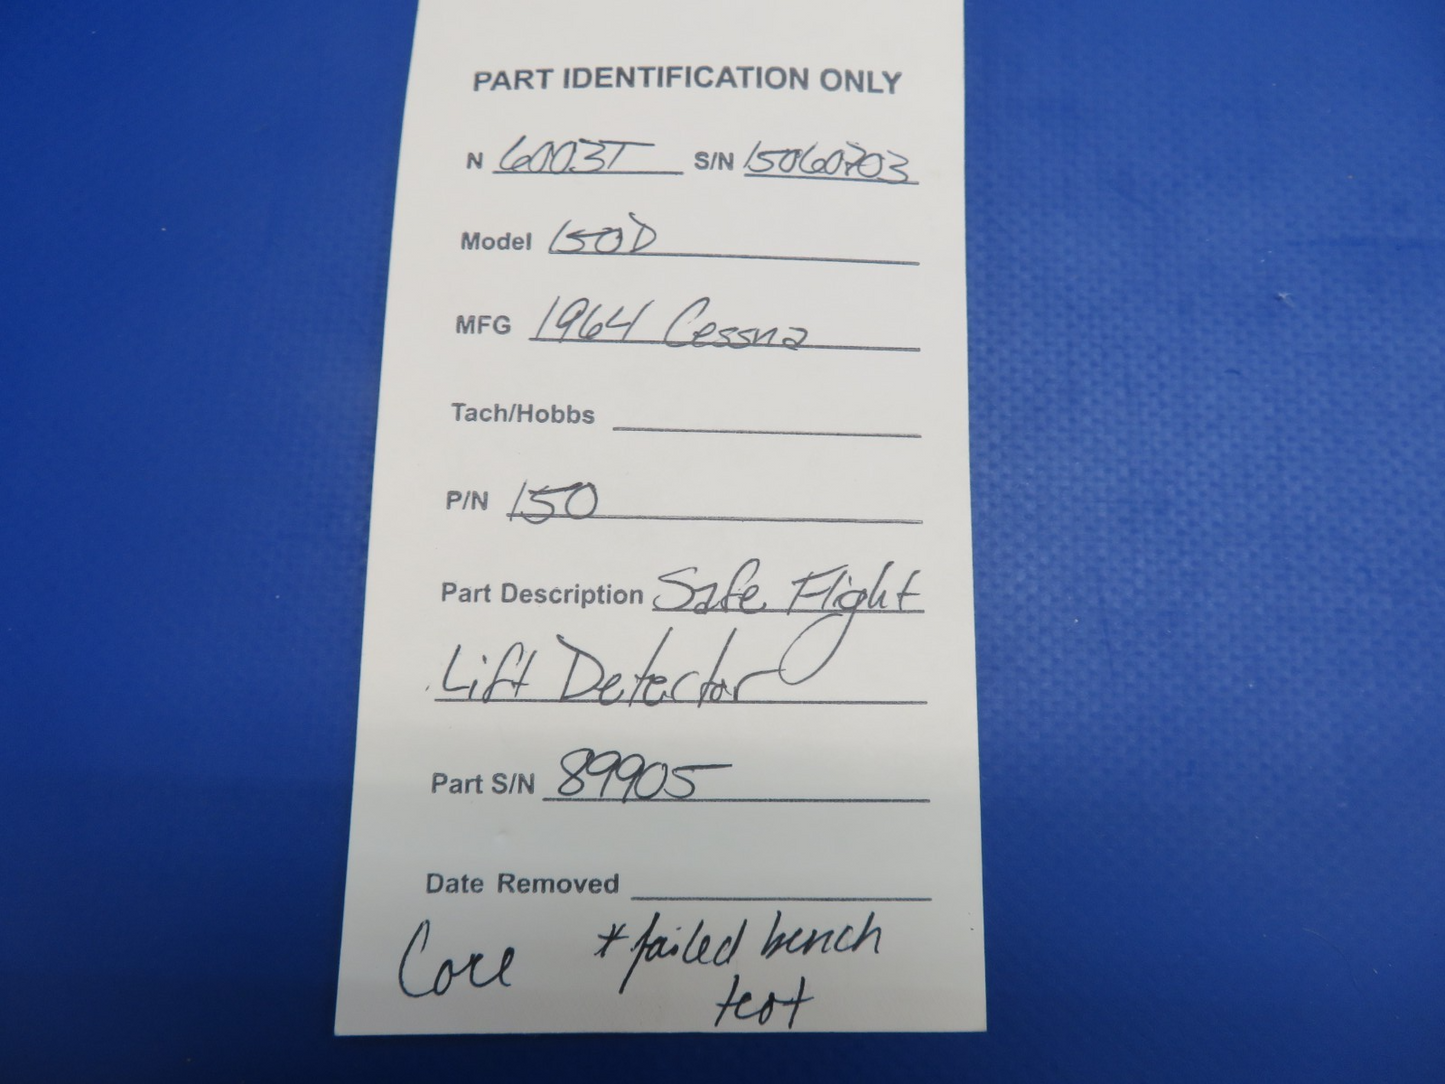 PART IDENTIFICATION ONLY
N 6003T S/N 15060703
Model 150D
MFG 1964 Cessna
Tach/Hobbs
P/N 150
Part Description Safe Flight
Lift Detector
Part S/N 89905
Date Removed
Core *failed bench
test